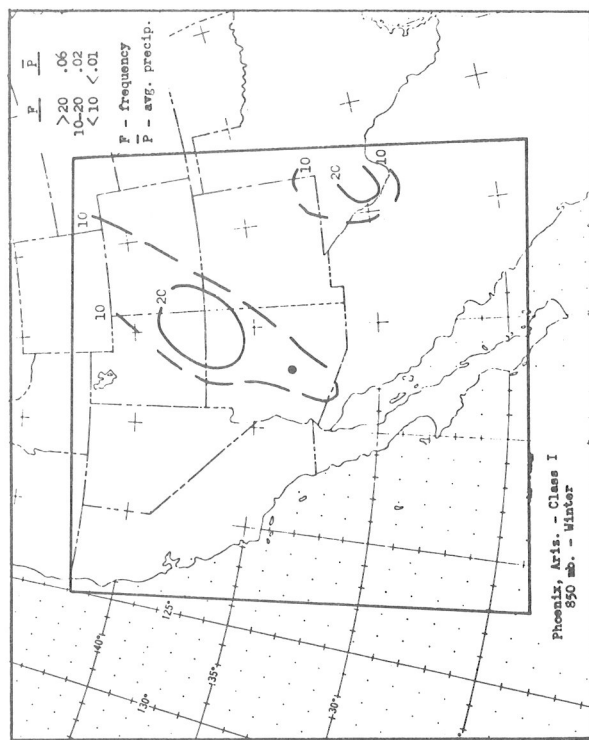 F P̅
>20 .06
10-20 .02
<10 <.01
F - frequency
P̅ - avg. precip.
10
10
20
10
20
10
125°
140°
130°
135°
30°
Phoenix, Ariz. - Class I
850 mb. - Winter